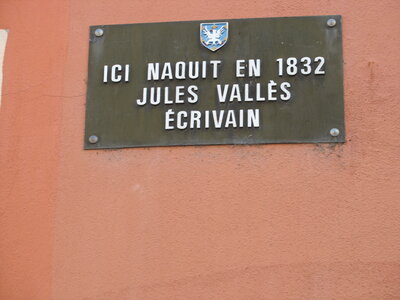 ICI NAQUIT EN 1832
JULES VALLÈS
ÉCRIVAIN